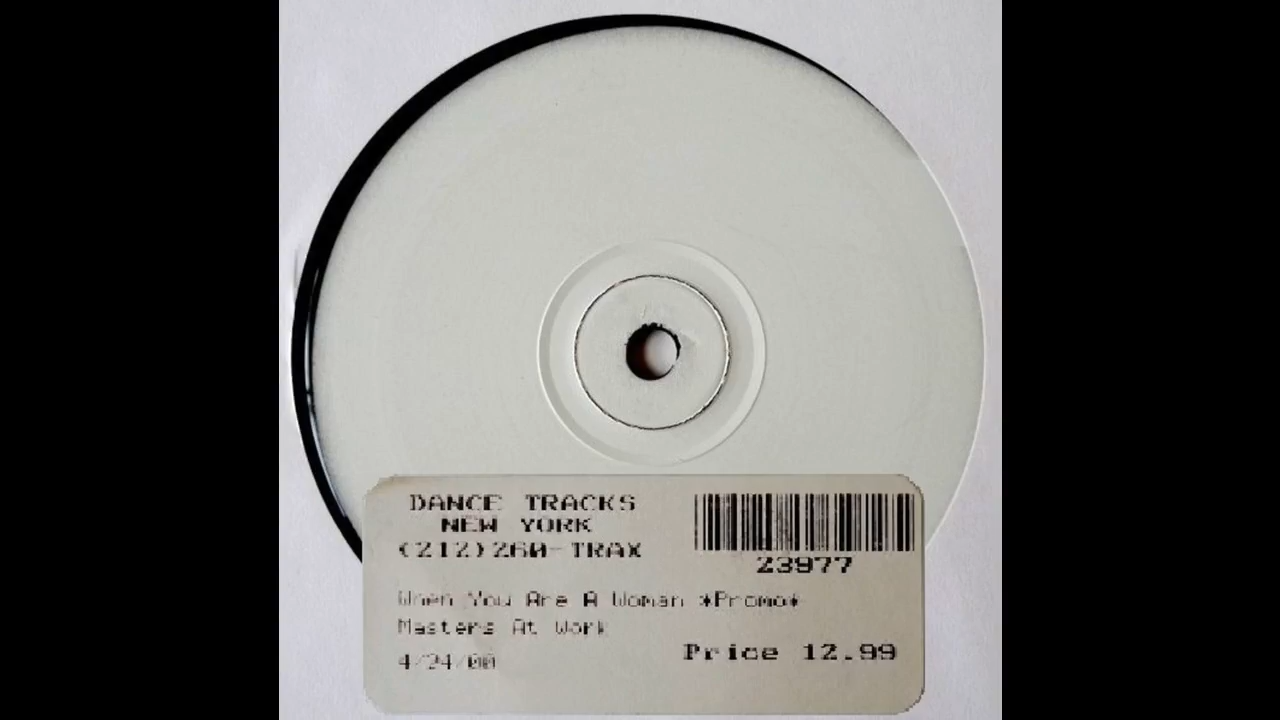 DANCE TRACKS
NEW YORK
(212)260-TRAX
23977
When You Are A Woman *Promo*
Masters At Work
Price 12.99
4/24/00